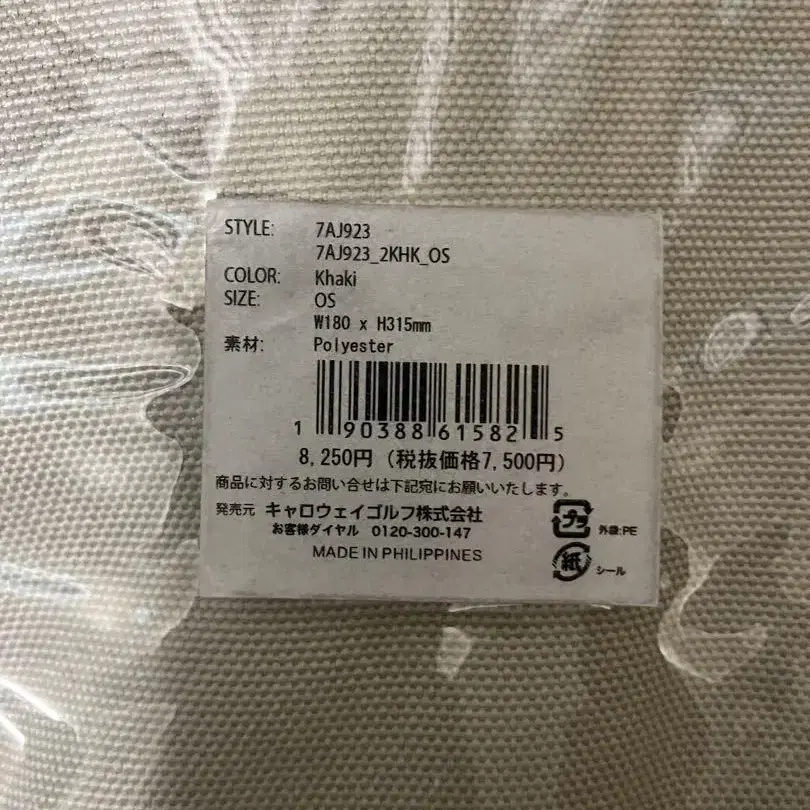 STYLE: 7AJ923
7AJ923_2KHK_OS
COLOR: Khaki
SIZE: OS
W180 x H315mm
素材: Polyester
1 90388 61582 5
8,250円 (税抜価格7,500円)
商品に対するお問い合せは下記宛にお願いいたします。
発売元 キャロウェイゴルフ株式会社
お客様ダイヤル 0120-300-147
MADE IN PHILIPPINES
プラ 外袋:PE
紙 シール